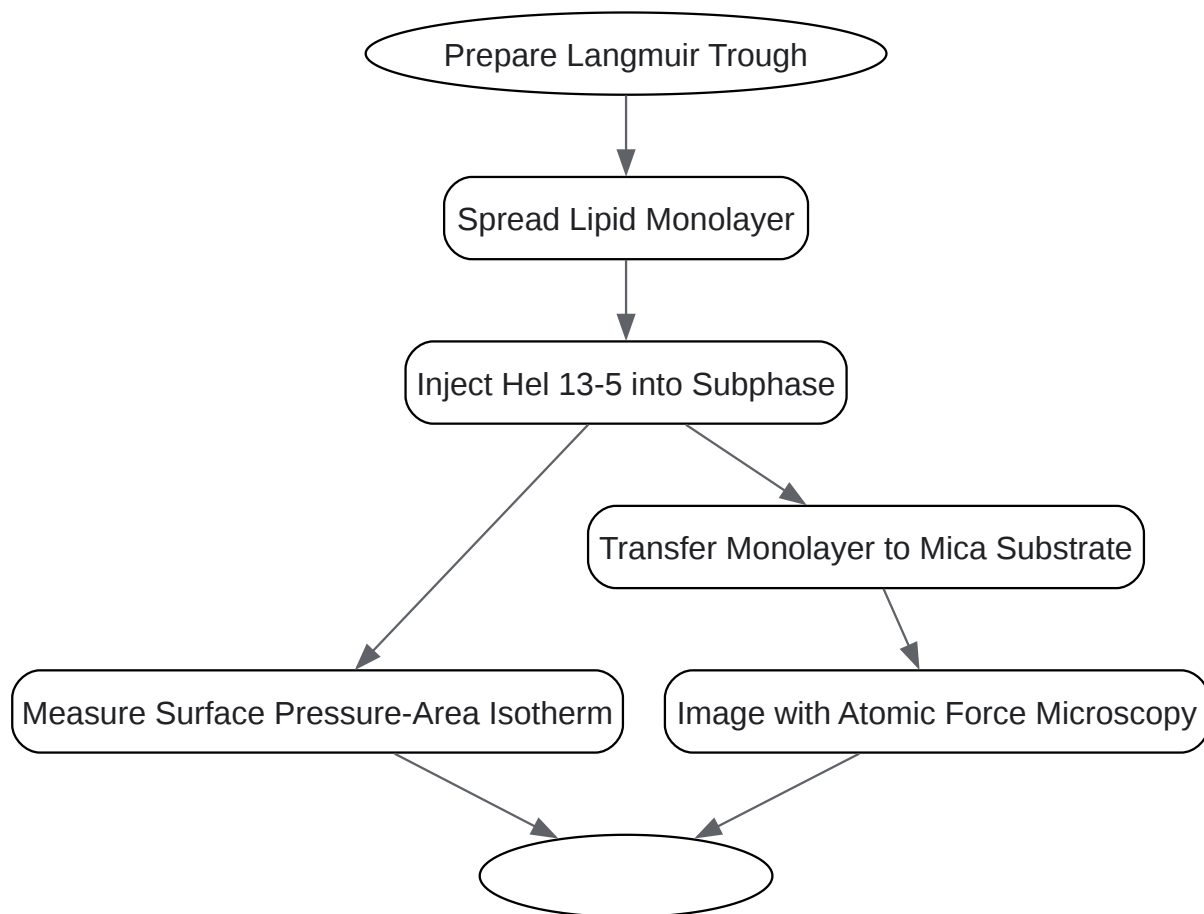 Prepare Langmuir Trough
Spread Lipid Monolayer
Inject Hel 13-5 into Subphase
Transfer Monolayer to Mica Substrate
Measure Surface Pressure-Area Isotherm
Image with Atomic Force Microscopy